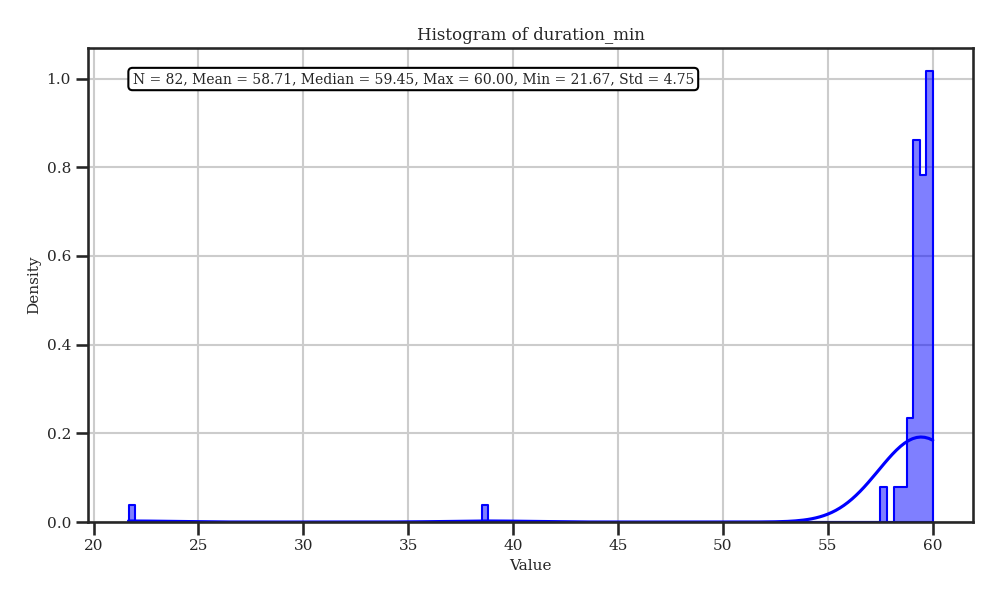 Histogram of duration_min
N = 82, Mean = 58.71, Median = 59.45, Max = 60.00, Min = 21.67, Std = 4.75
Density
1.0
0.8
0.6
0.4
0.2
0.0
20 25 30 35 40 45 50 55 60
Value